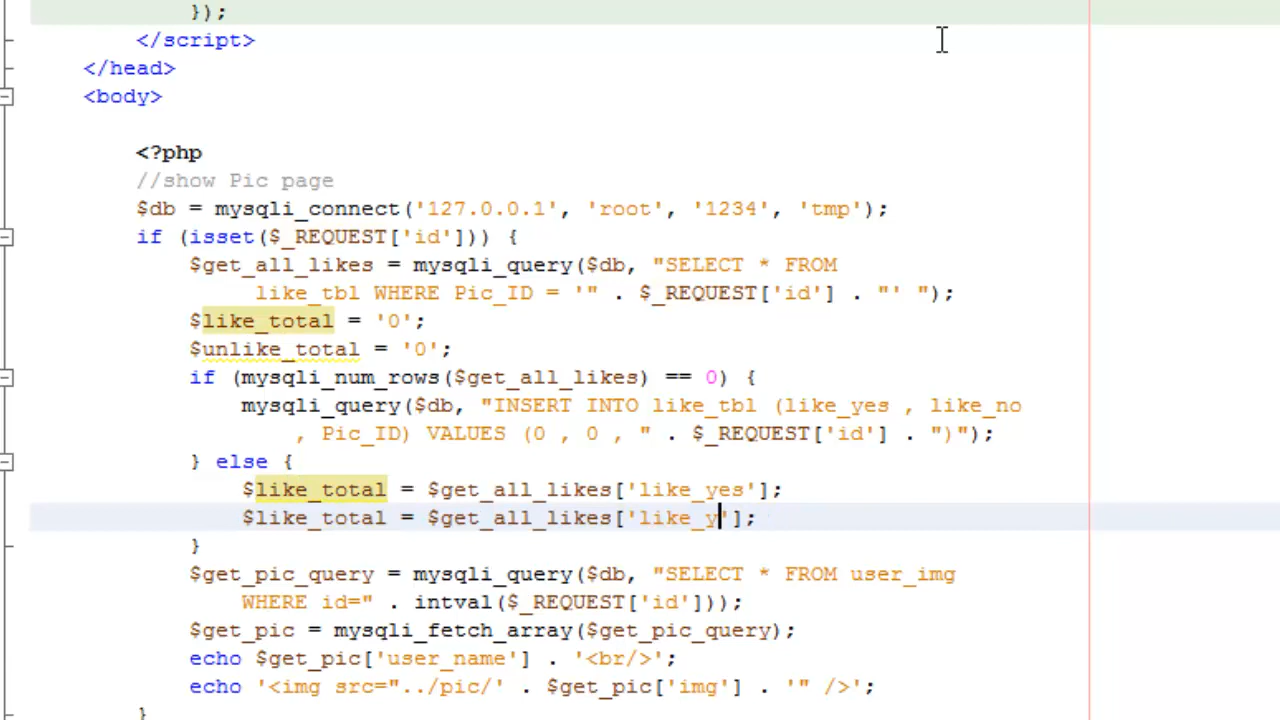 });
</script>
</head>
<body>
<?php
//show Pic page
$db = mysqli_connect('127.0.0.1', 'root', '1234', 'tmp');
if (isset($_REQUEST['id'])) {
$get_all_likes = mysqli_query($db, "SELECT * FROM
like_tbl WHERE Pic_ID = '" . $_REQUEST['id'] . "' ");
$like_total = '0';
$unlike_total = '0';
if (mysqli_num_rows($get_all_likes) == 0) {
mysqli_query($db, "INSERT INTO like_tbl (like_yes , like_no
, Pic_ID) VALUES (0 , 0 , " . $_REQUEST['id'] . ")");
} else {
$like_total = $get_all_likes['like_yes'];
$like_total = $get_all_likes['like_y'];
}
$get_pic_query = mysqli_query($db, "SELECT * FROM user_img
WHERE id=" . intval($_REQUEST['id']));
$get_pic = mysqli_fetch_array($get_pic_query);
echo $get_pic['user_name'] . '<br/>';
echo '<img src="../pic/' . $get_pic['img'] . '" />';
}